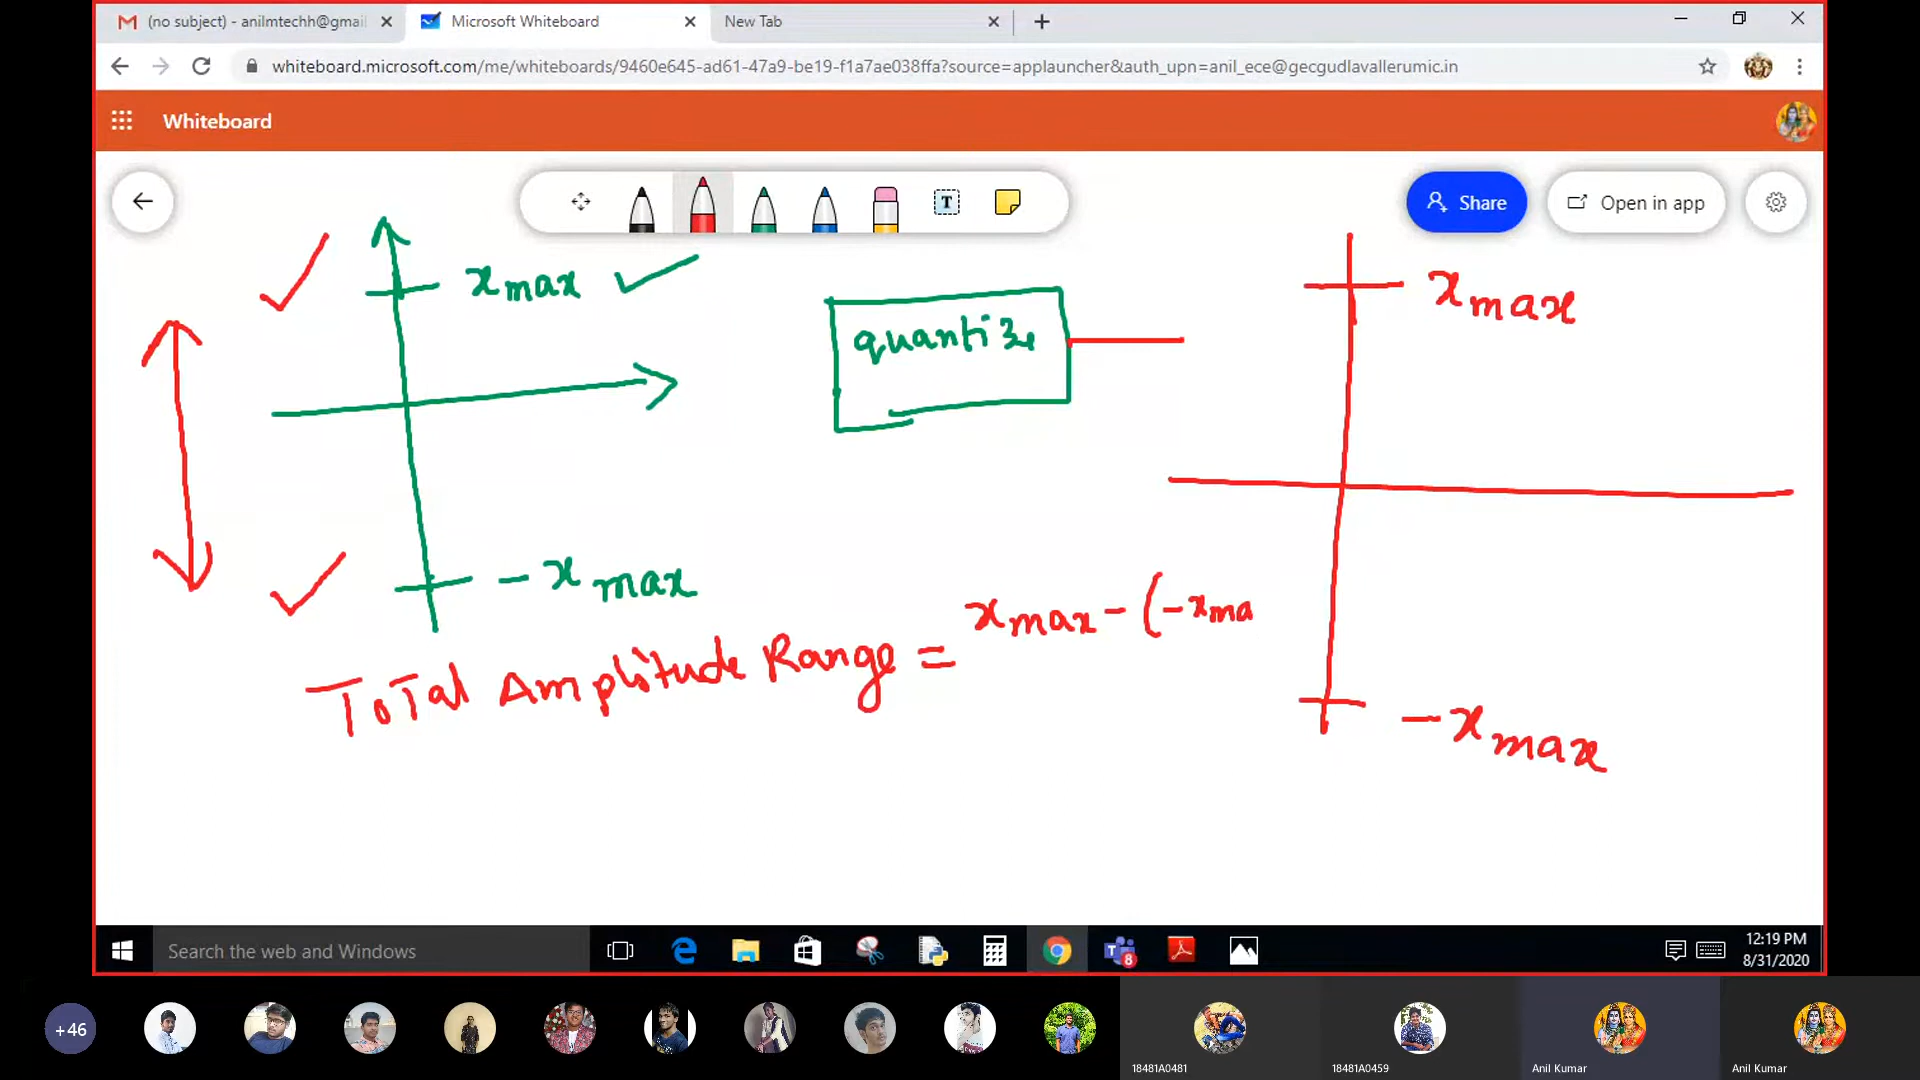 (no subject) - anilmtechh@gmai
Microsoft Whiteboard
New Tab
whiteboard.microsoft.com/me/whiteboards/9460e645-ad61-47a9-be19-f1a7ae038ffa?source=applauncher&auth_upn=anil_ece@gecgudlavallerumic.in
Whiteboard
T
Share
Open in app
xmax
quantize
xmax
- xmax
xmax - (-xma
Total Amplitude Range =
- xmax
Search the web and Windows
8
12:19 PM
8/31/2020
+46
18481A0481
18481A0459
Anil Kumar
Anil Kumar